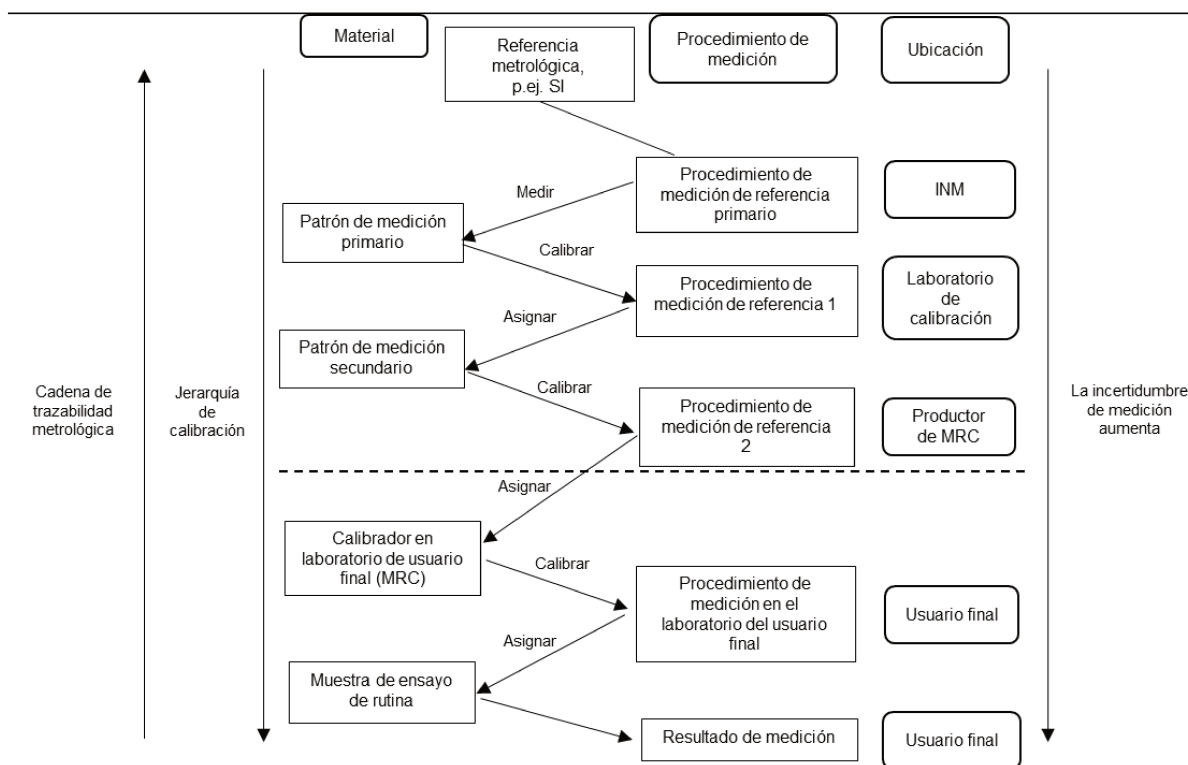 Material
Referencia
metrológica,
p.ej. SI
Procedimiento de
medición
Ubicación
Procedimiento de
medición de referencia
primario
INM
Medir
Patrón de medición
primario
Calibrar
Procedimiento de
medición de referencia 1
Laboratorio
de
calibración
Asignar
Patrón de medición
secundario
Calibrar
Procedimiento de
medición de referencia
2
Productor
de MRC
Cadena de
trazabilidad
metrológica
Jerarquía
de
calibración
La incertidumbre
de medición
aumenta
Asignar
Calibrador en
laboratorio de usuario
final (MRC)
Calibrar
Procedimiento de
medición en el
laboratorio del usuario
final
Usuario final
Asignar
Muestra de ensayo
de rutina
Resultado de medición
Usuario final